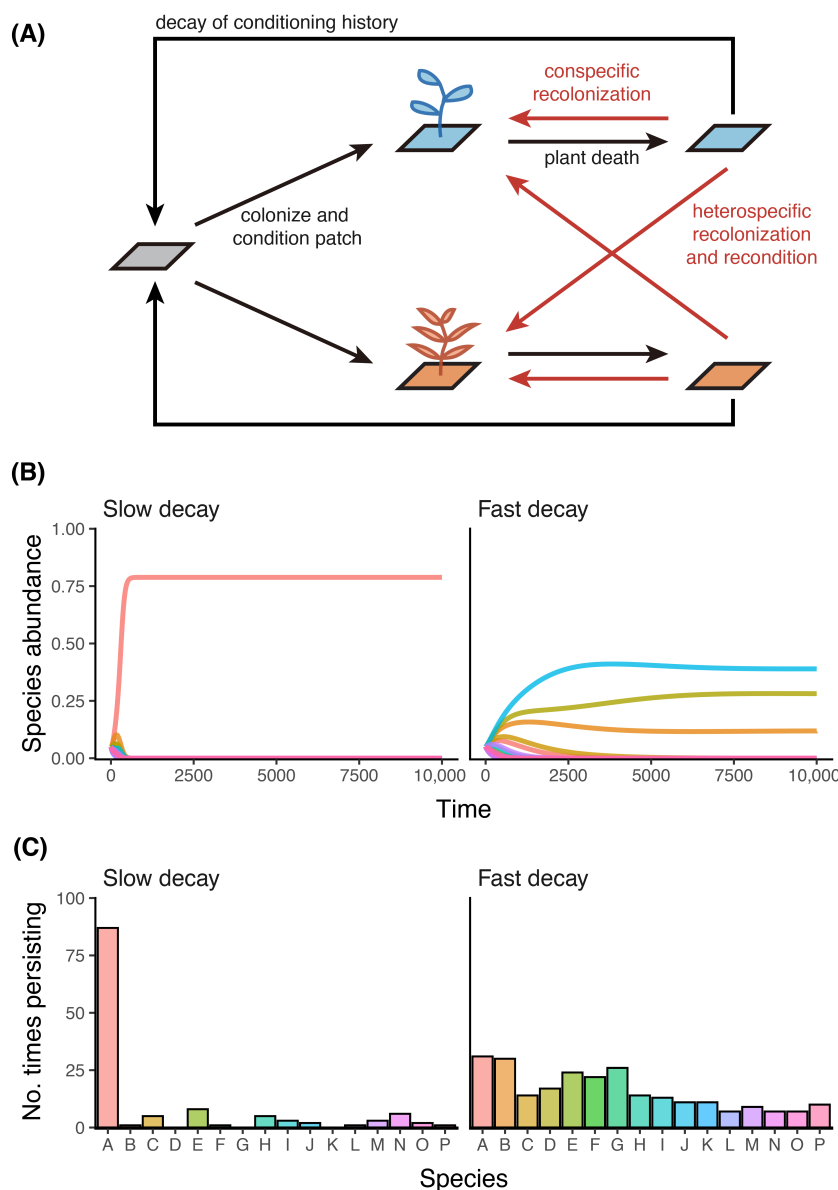 (A)
decay of conditioning history
conspecific
recolonization
plant death
colonize and
condition patch
heterospecific
recolonization
and recondition
(B)
Slow decay
Fast decay
1.00
0.75
0.50
0.25
0.00
Species abundance
0 2500 5000 7500 10,000
0 2500 5000 7500 10,000
Time
(C)
Slow decay
Fast decay
100
75
50
25
0
No. times persisting
A B C D E F G H I J K L M N O P
A B C D E F G H I J K L M N O P
Species